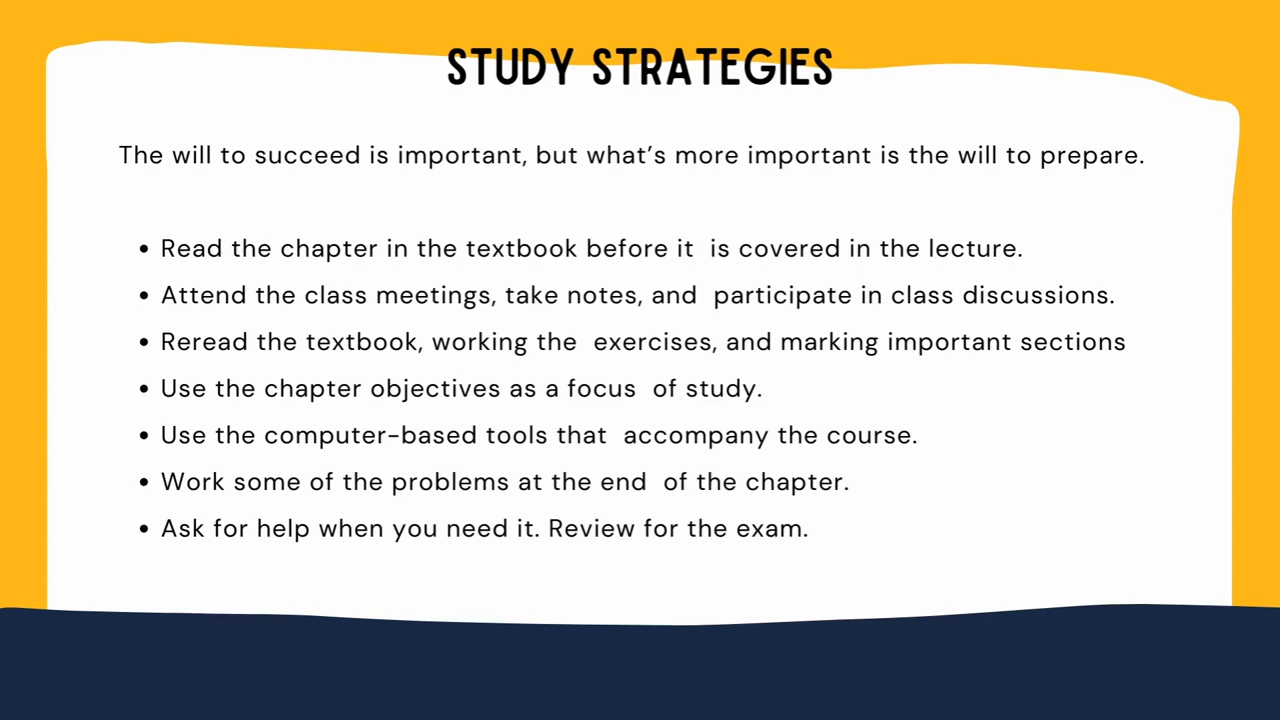 STUDY STRATEGIES
The will to succeed is important, but what’s more important is the will to prepare.
• Read the chapter in the textbook before it  is covered in the lecture.
• Attend the class meetings, take notes, and  participate in class discussions.
• Reread the textbook, working the  exercises, and marking important sections
• Use the chapter objectives as a focus  of study.
• Use the computer-based tools that  accompany the course.
• Work some of the problems at the end  of the chapter.
• Ask for help when you need it. Review for the exam.